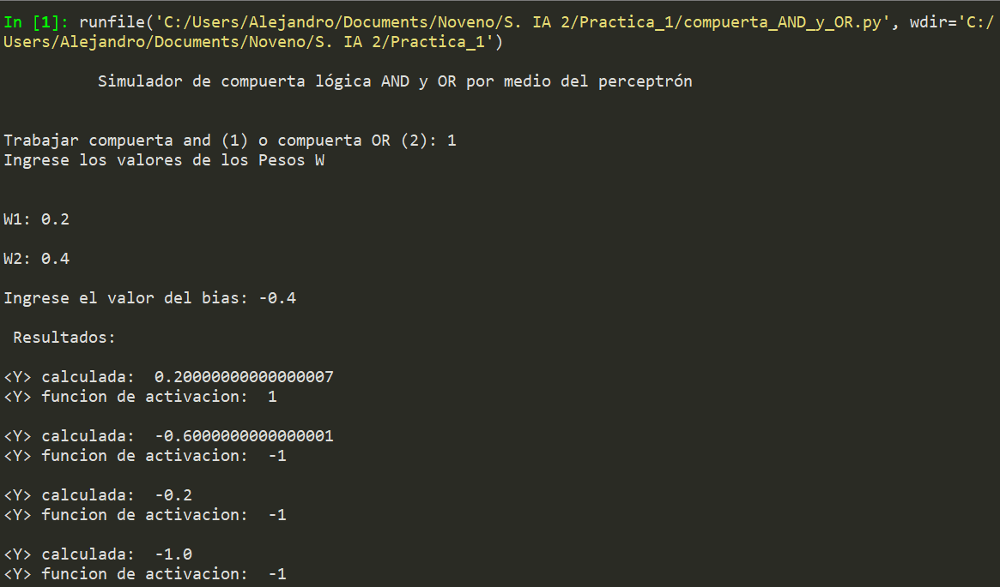 In [1]: runfile('C:/Users/Alejandro/Documents/Noveno/S. IA 2/Practica_1/compuerta_AND_y_OR.py', wdir='C:/
Users/Alejandro/Documents/Noveno/S. IA 2/Practica_1')
Simulador de compuerta lógica AND y OR por medio del perceptrón
Trabajar compuerta and (1) o compuerta OR (2): 1
Ingrese los valores de los Pesos W
W1: 0.2
W2: 0.4
Ingrese el valor del bias: -0.4
Resultados:
<Y> calculada:  0.20000000000000007
<Y> funcion de activacion:  1
<Y> calculada:  -0.6000000000000001
<Y> funcion de activacion:  -1
<Y> calculada:  -0.2
<Y> funcion de activacion:  -1
<Y> calculada:  -1.0
<Y> funcion de activacion:  -1